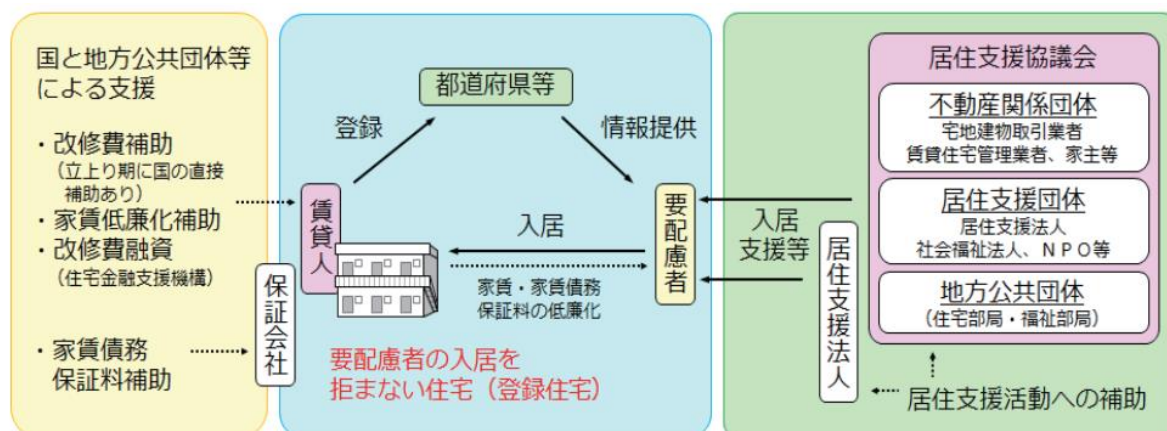 国と地方公共団体等
による支援
・改修費補助
(立上り期に国の直接
補助あり)
・家賃低廉化補助
・改修費融資
(住宅金融支援機構)
・家賃債務
保証料補助
保証会社
都道府県等
登録
情報提供
賃貸人
入居
家賃・家賃債務
保証料の低廉化
要配慮者
要配慮者の入居を
拒まない住宅（登録住宅）
入居
支援等
居住支援法人
居住支援協議会
不動産関係団体
宅地建物取引業者
賃貸住宅管理業者、家主等
居住支援団体
居住支援法人
社会福祉法人、ＮＰＯ等
地方公共団体
（住宅部局・福祉部局）
居住支援活動への補助